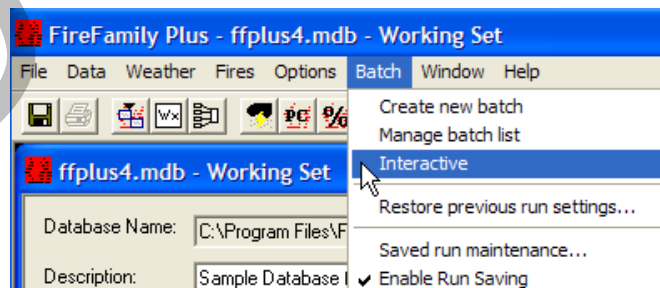 FireFamily Plus - ffplus4.mdb - Working Set
File Data Weather Fires Options Batch Window Help
Create new batch
Manage batch list
Interactive
Restore previous run settings...
Saved run maintenance...
Enable Run Saving
Wx PC %
ffplus4.mdb - Working Set
Database Name: C:\Program Files\F
Description: Sample Database